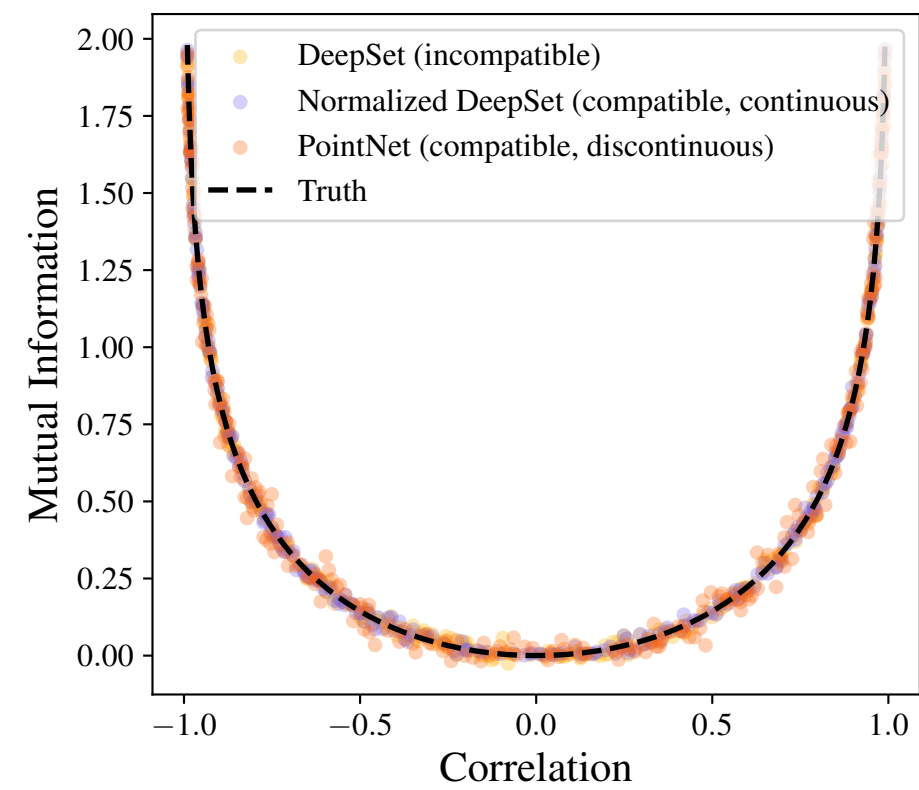 DeepSet (incompatible)
Normalized DeepSet (compatible, continuous)
PointNet (compatible, discontinuous)
Truth
Mutual Information
2.00
1.75
1.50
1.25
1.00
0.75
0.50
0.25
0.00
−1.0 −0.5 0.0 0.5 1.0
Correlation